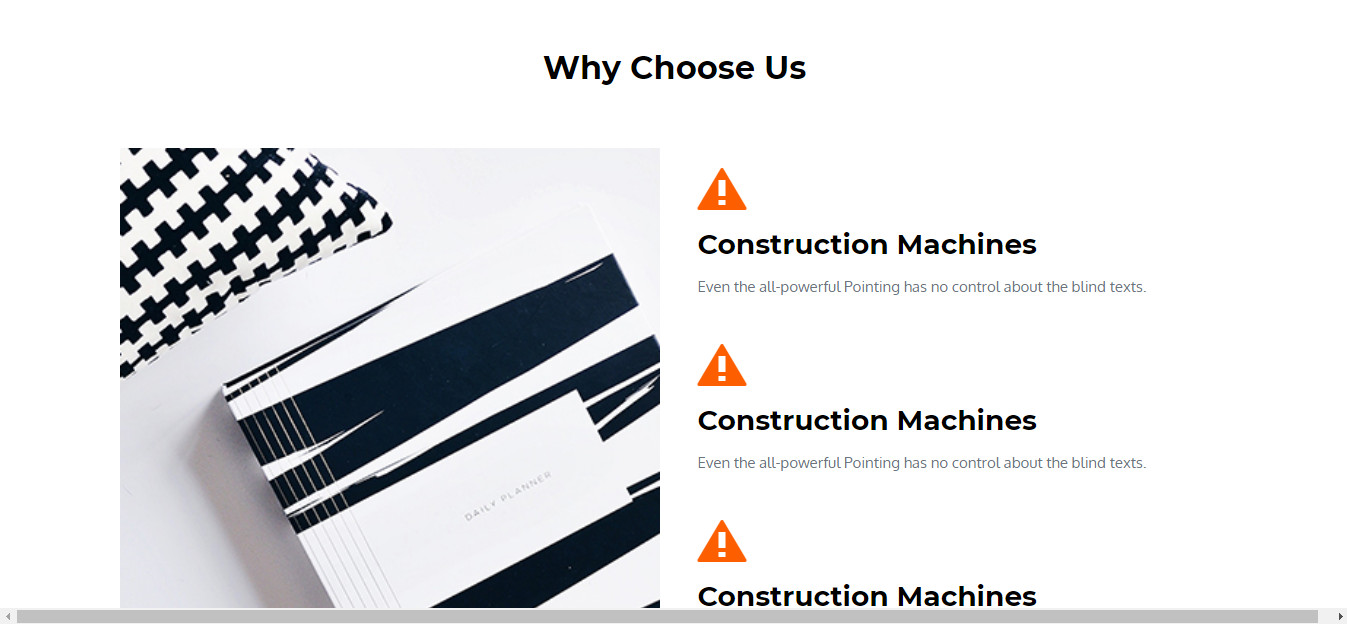 Why Choose Us
Construction Machines
Even the all-powerful Pointing has no control about the blind texts.
Construction Machines
Even the all-powerful Pointing has no control about the blind texts.
DAILY PLANNER
Construction Machines